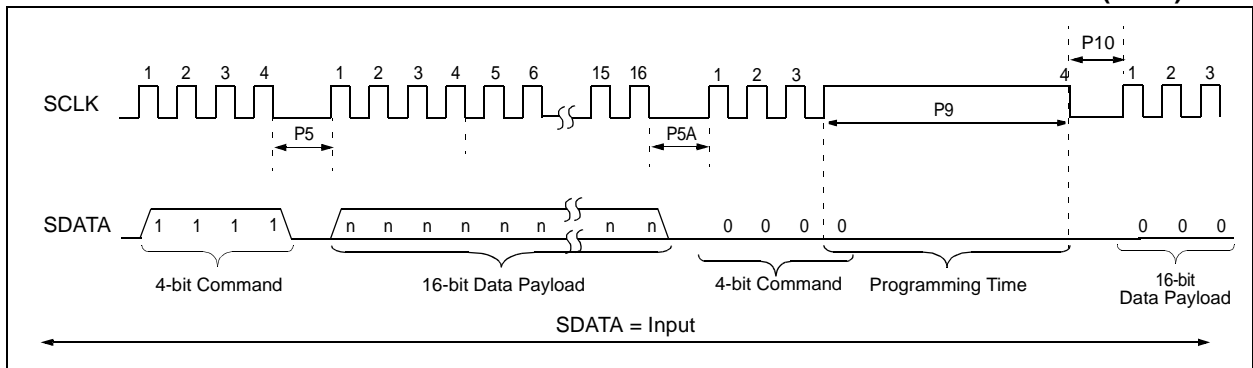 P10
1 2 3 4 1 2 3 4 5 6 15 16 1 2 3 4 1 2 3
SCLK
P5 P5A P9
SDATA 1 1 1 1 n n n n n n n n 0 0 0 0 0 0 0
4-bit Command 16-bit Data Payload 4-bit Command Programming Time 16-bit
Data Payload
SDATA = Input